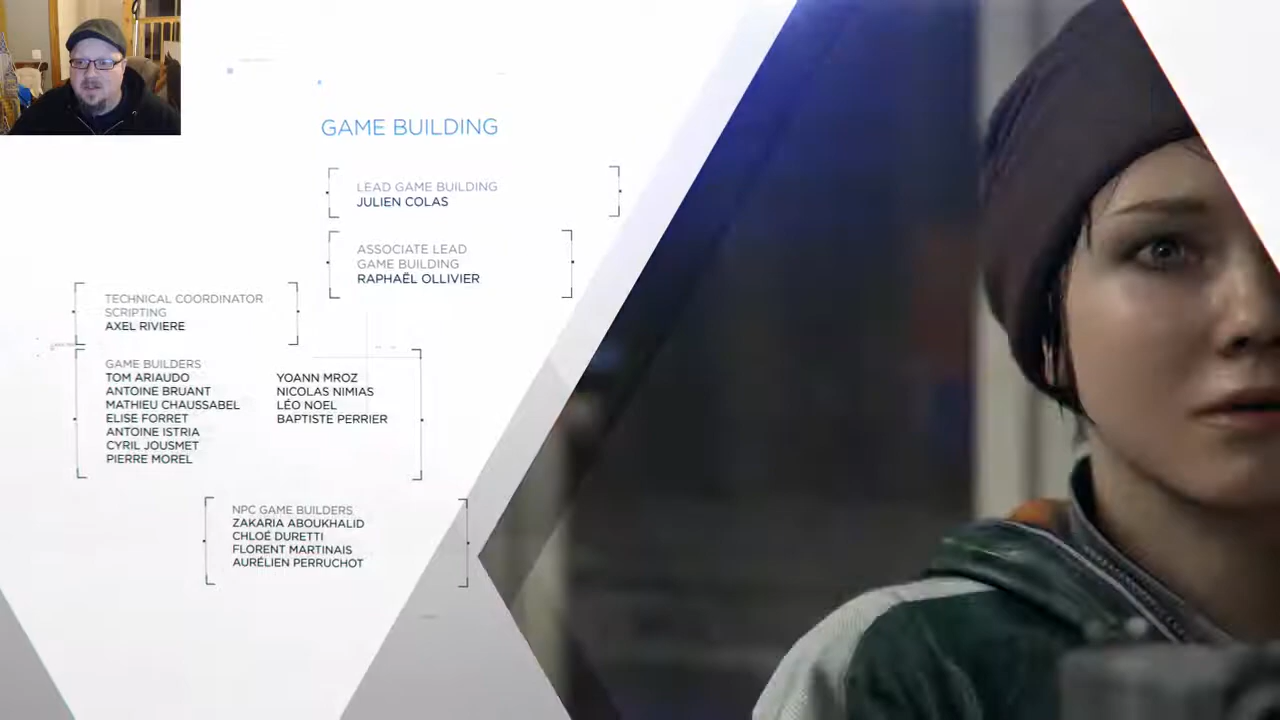 GAME BUILDING
LEAD GAME BUILDING
JULIEN COLAS
ASSOCIATE LEAD
GAME BUILDING
RAPHAËL OLLIVIER
TECHNICAL COORDINATOR
SCRIPTING
AXEL RIVIERE
GAME BUILDERS
TOM ARIAUDO
ANTOINE BRUANT
MATHIEU CHAUSSABEL
ELISE FORRET
ANTOINE ISTRIA
CYRIL JOUSMET
PIERRE MOREL
YOANN MROZ
NICOLAS NIMIAS
LÉO NOEL
BAPTISTE PERRIER
NPC GAME BUILDERS
ZAKARIA ABOUKHALID
CHLOÉ DURETTI
FLORENT MARTINAIS
AURÉLIEN PERRUCHOT